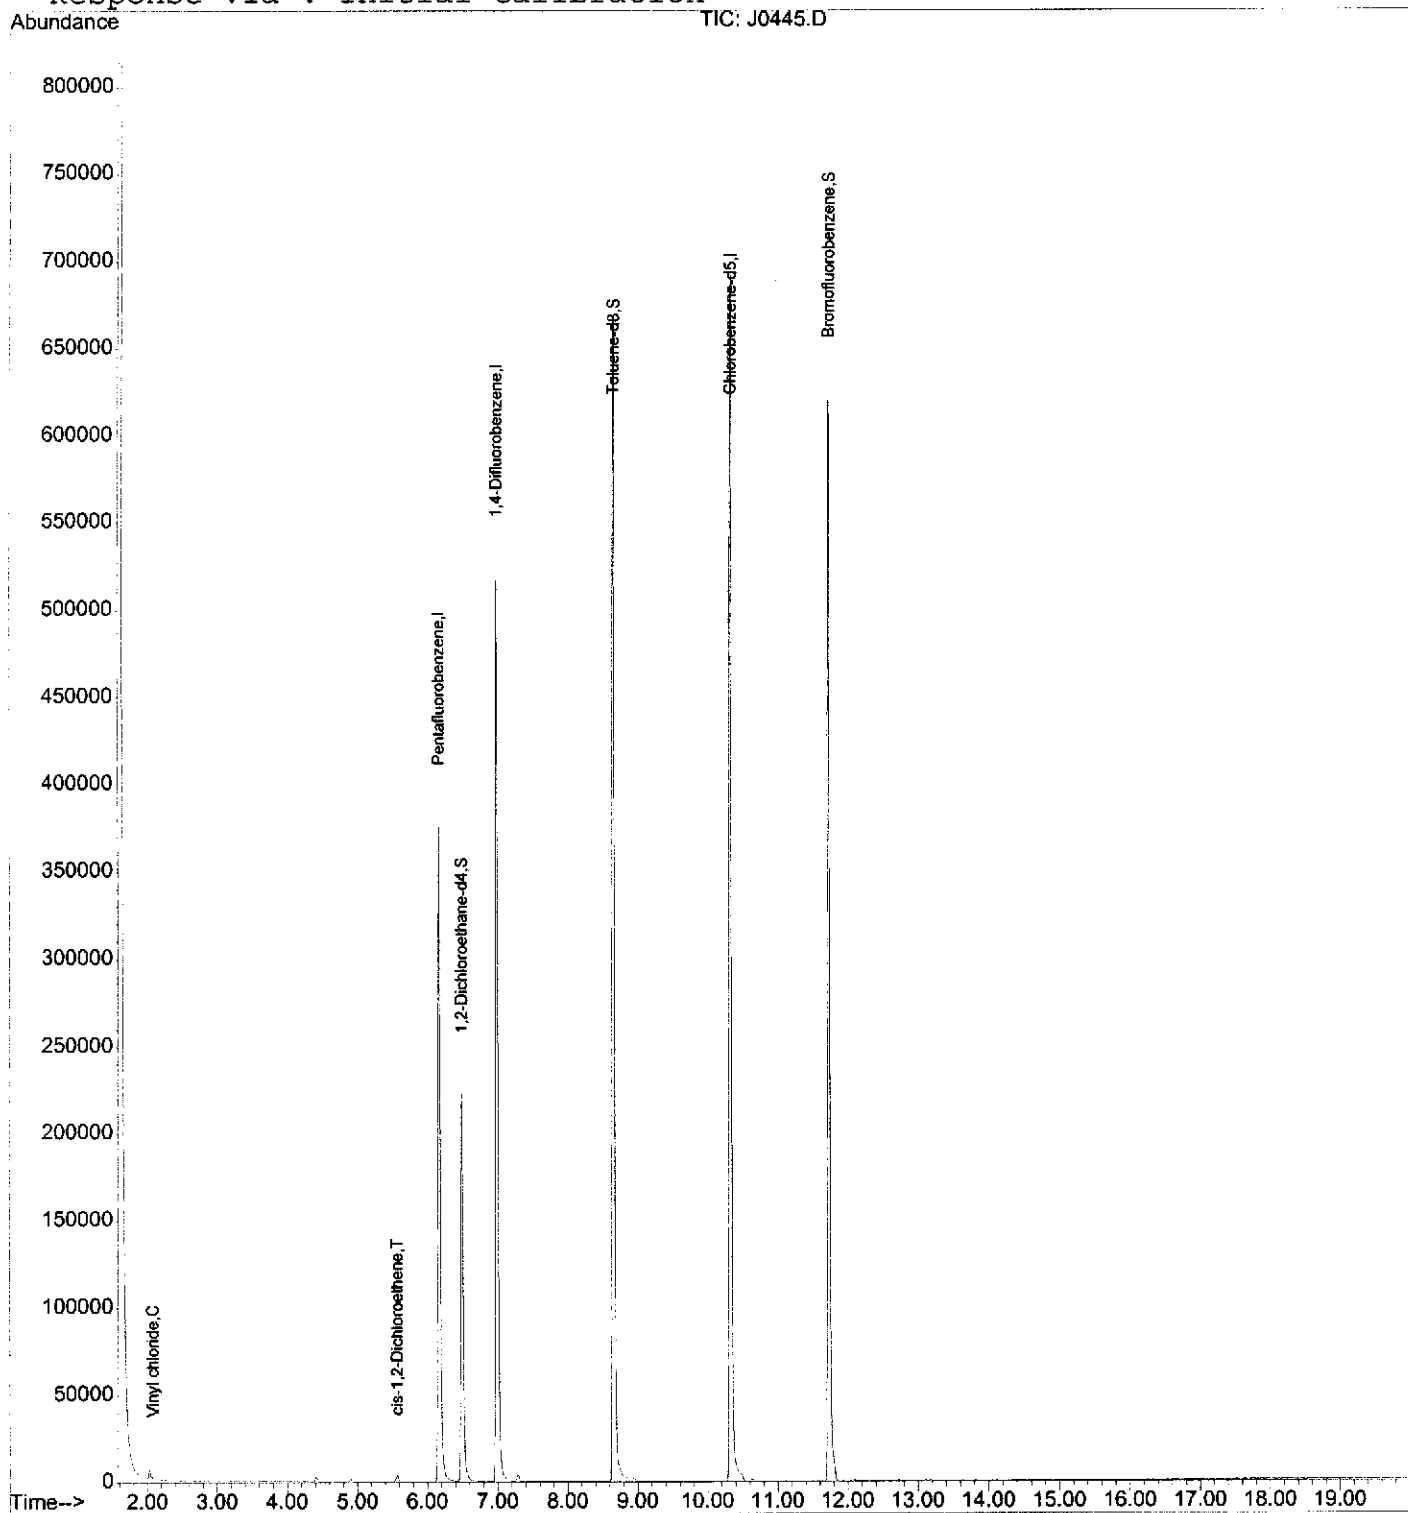 Response via : Initial Calibration
Abundance
TIC: J0445.D
800000
750000
700000
650000
600000
550000
500000
450000
400000
350000
300000
250000
200000
150000
100000
50000
0
Vinyl chloride,C
cis-1,2-Dichloroethene,T
Pentafluorobenzene,I
1,2-Dichloroethane-d4,S
1,4-Difluorobenzene,I
Toluene-d8,S
Chlorobenzene-d5,I
Bromofluorobenzene,S
Time--> 2.00 3.00 4.00 5.00 6.00 7.00 8.00 9.00 10.00 11.00 12.00 13.00 14.00 15.00 16.00 17.00 18.00 19.00